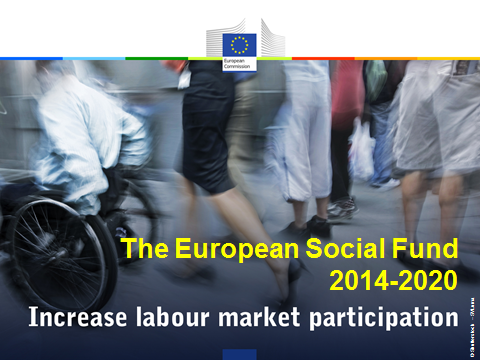 European
Commission
The European Social Fund
2014-2020
Increase labour market participation